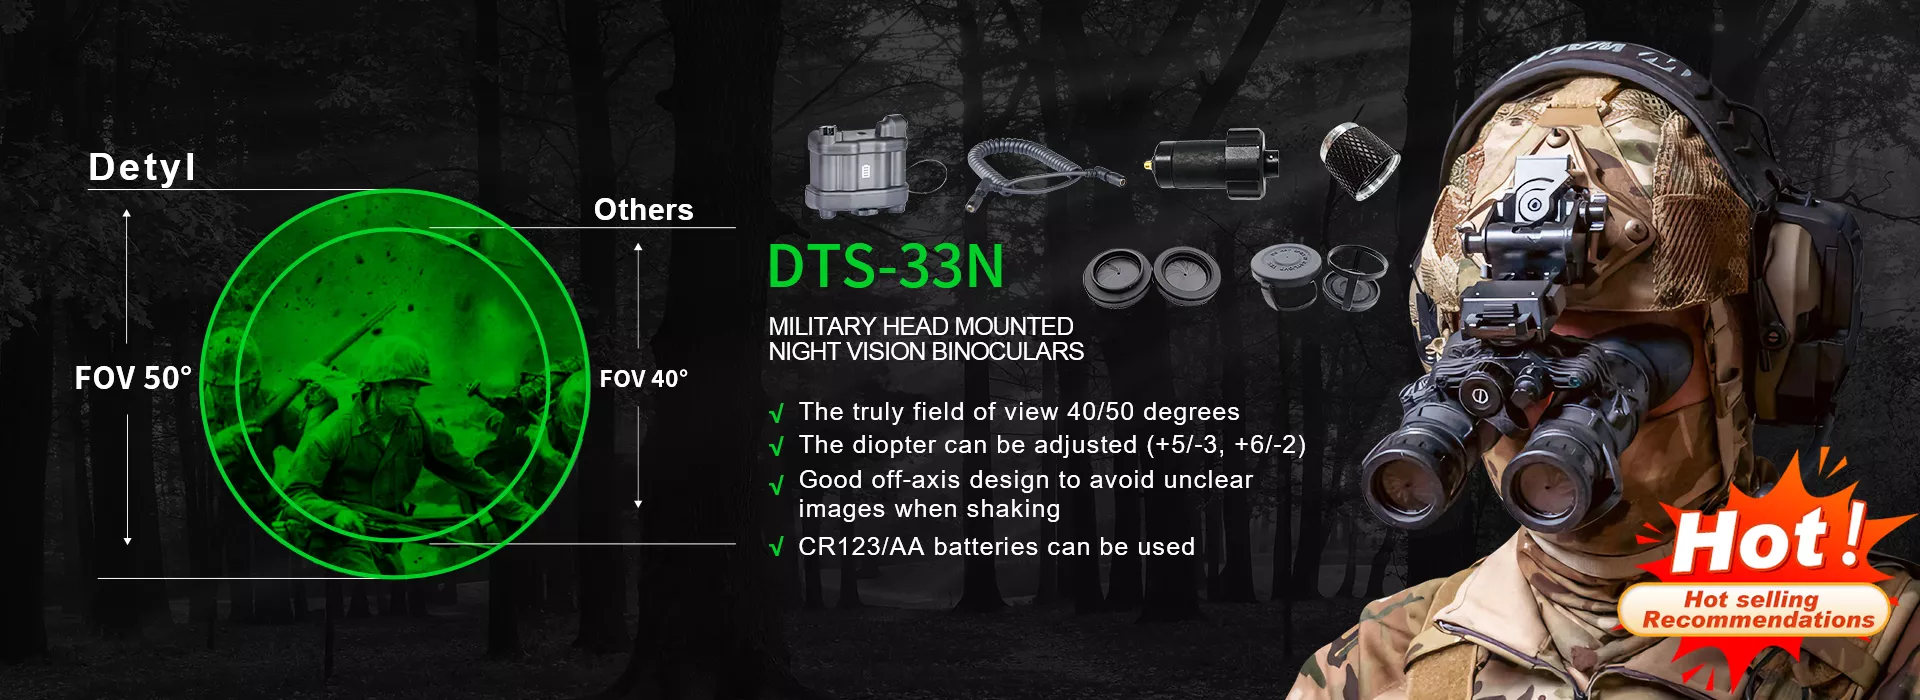 Detyl
Others
FOV 50°
FOV 40°
DTS-33N
MILITARY HEAD MOUNTED
NIGHT VISION BINOCULARS
√ The truly field of view 40/50 degrees
√ The diopter can be adjusted (+5/-3, +6/-2)
√ Good off-axis design to avoid unclear
images when shaking
√ CR123/AA batteries can be used
Hot!
Hot selling
Recommendations